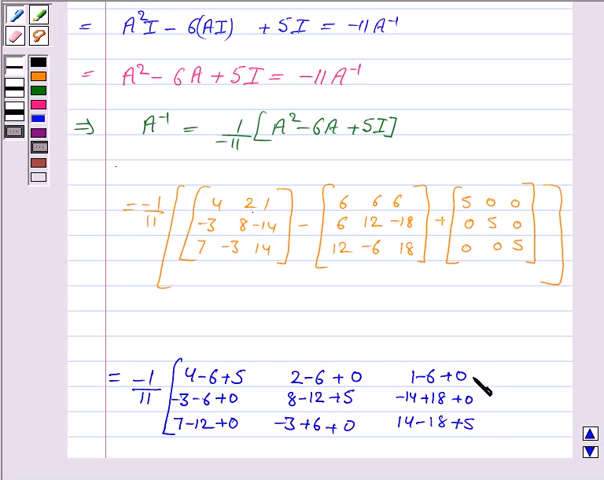 = A²I - 6(AI) + 5I = -11A⁻¹
= A² - 6A + 5I = -11A⁻¹
⇒ A⁻¹ = 1/-11 [A² - 6A + 5I]
= -1/11 [ [4 2 1 - [6 6 6 + [5 0 0
-3 8 -14 6 12 -18 0 5 0
7 -3 14] 12 -6 18] 0 0 5] ]
= -1/11 [4-6+5 2-6+0 1-6+0
-3-6+0 8-12+5 -14+18+0
7-12+0 -3+6+0 14-18+5